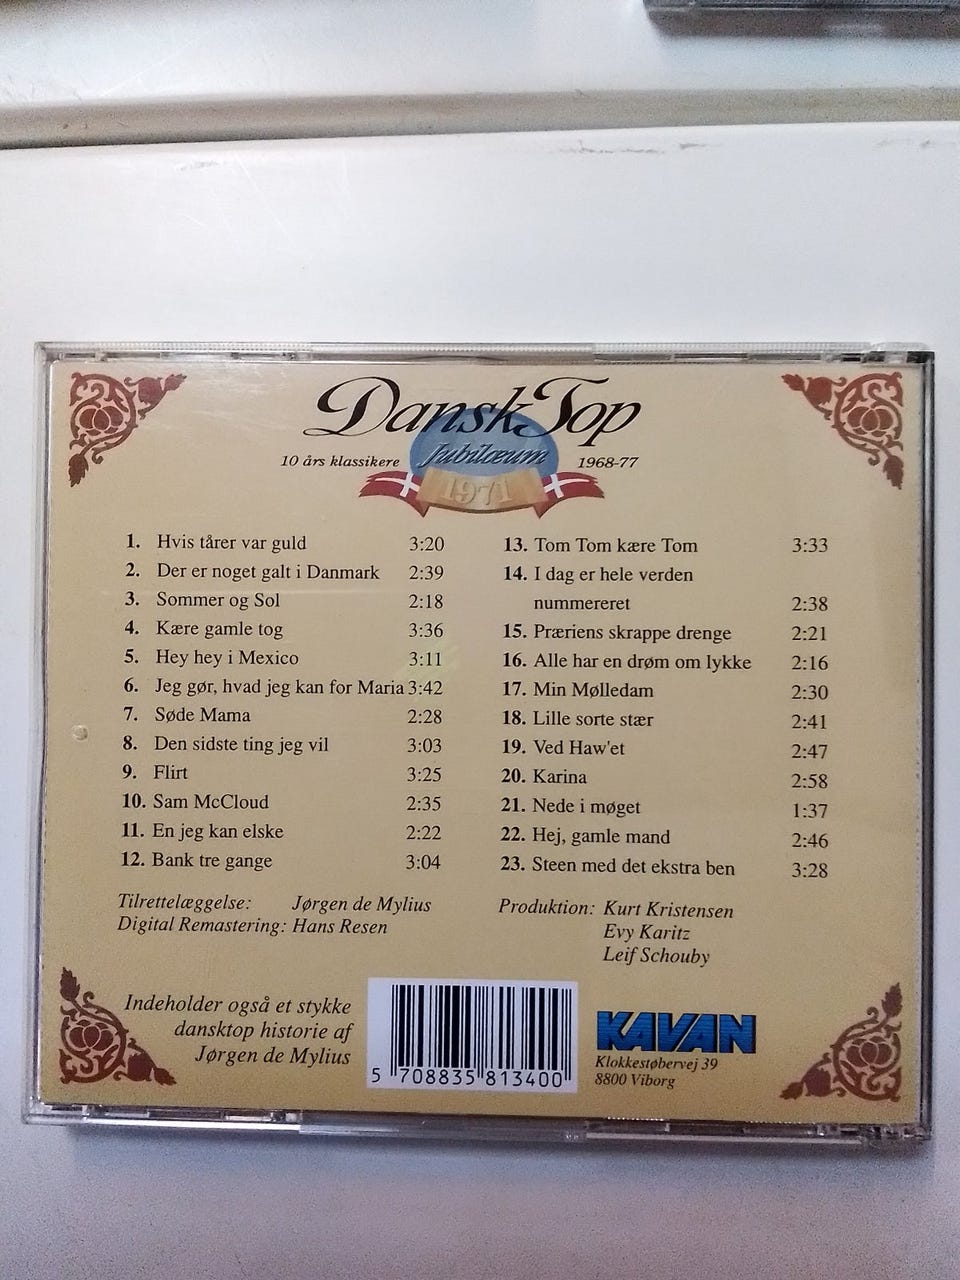 Dansk Top
10 års klassikere Jubilæum 1968-77
1971
1. Hvis tårer var guld 3:20
2. Der er noget galt i Danmark 2:39
3. Sommer og Sol 2:18
4. Kære gamle tog 3:36
5. Hey hey i Mexico 3:11
6. Jeg gør, hvad jeg kan for Maria 3:42
7. Søde Mama 2:28
8. Den sidste ting jeg vil 3:03
9. Flirt 3:25
10. Sam McCloud 2:35
11. En jeg kan elske 2:22
12. Bank tre gange 3:04
13. Tom Tom kære Tom 3:33
14. I dag er hele verden
nummereret 2:38
15. Præriens skrappe drenge 2:21
16. Alle har en drøm om lykke 2:16
17. Min Mølledam 2:30
18. Lille sorte stær 2:41
19. Ved Haw'et 2:47
20. Karina 2:58
21. Nede i møget 1:37
22. Hej, gamle mand 2:46
23. Steen med det ekstra ben 3:28
Tilrettelæggelse: Jørgen de Mylius
Digital Remastering: Hans Resen
Produktion: Kurt Kristensen
Evy Karitz
Leif Schouby
Indeholder også et stykke
dansktop historie af
Jørgen de Mylius
5 708835 813400
KAVAN
Klokkestøbervej 39
8800 Viborg